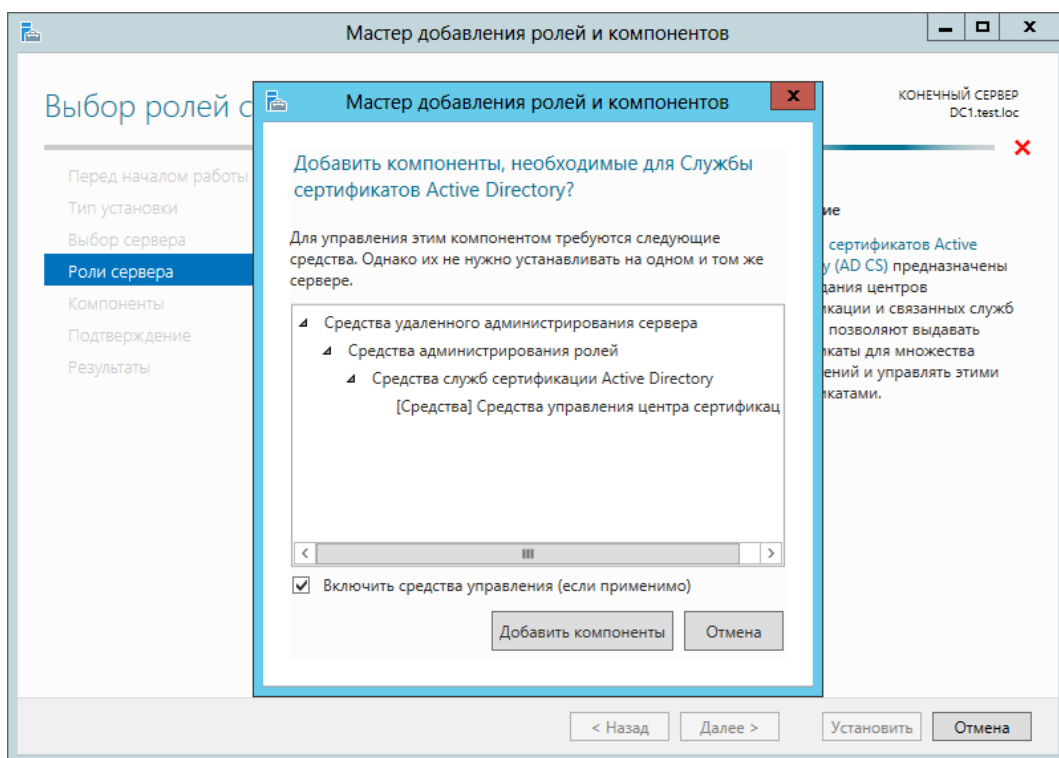 Мастер добавления ролей и компонентов
Выбор ролей с
КОНЕЧНЫЙ СЕРВЕР
DC1.test.loc
Перед началом работы
Тип установки
Выбор сервера
Роли сервера
Компоненты
Подтверждение
Результаты
Мастер добавления ролей и компонентов
Добавить компоненты, необходимые для Службы
сертификатов Active Directory?
Для управления этим компонентом требуются следующие
средства. Однако их не нужно устанавливать на одном и том же
сервере.
Средства удаленного администрирования сервера
Средства администрирования ролей
Средства служб сертификации Active Directory
[Средства] Средства управления центра сертификац
Включить средства управления (если применимо)
Добавить компоненты
Отмена
ие
сертификатов Active
y (AD CS) предназначены
дания центров
кации и связанных служб
позволяют выдавать
икаты для множества
ений и управлять этими
икатами.
< Назад
Далее >
Установить
Отмена